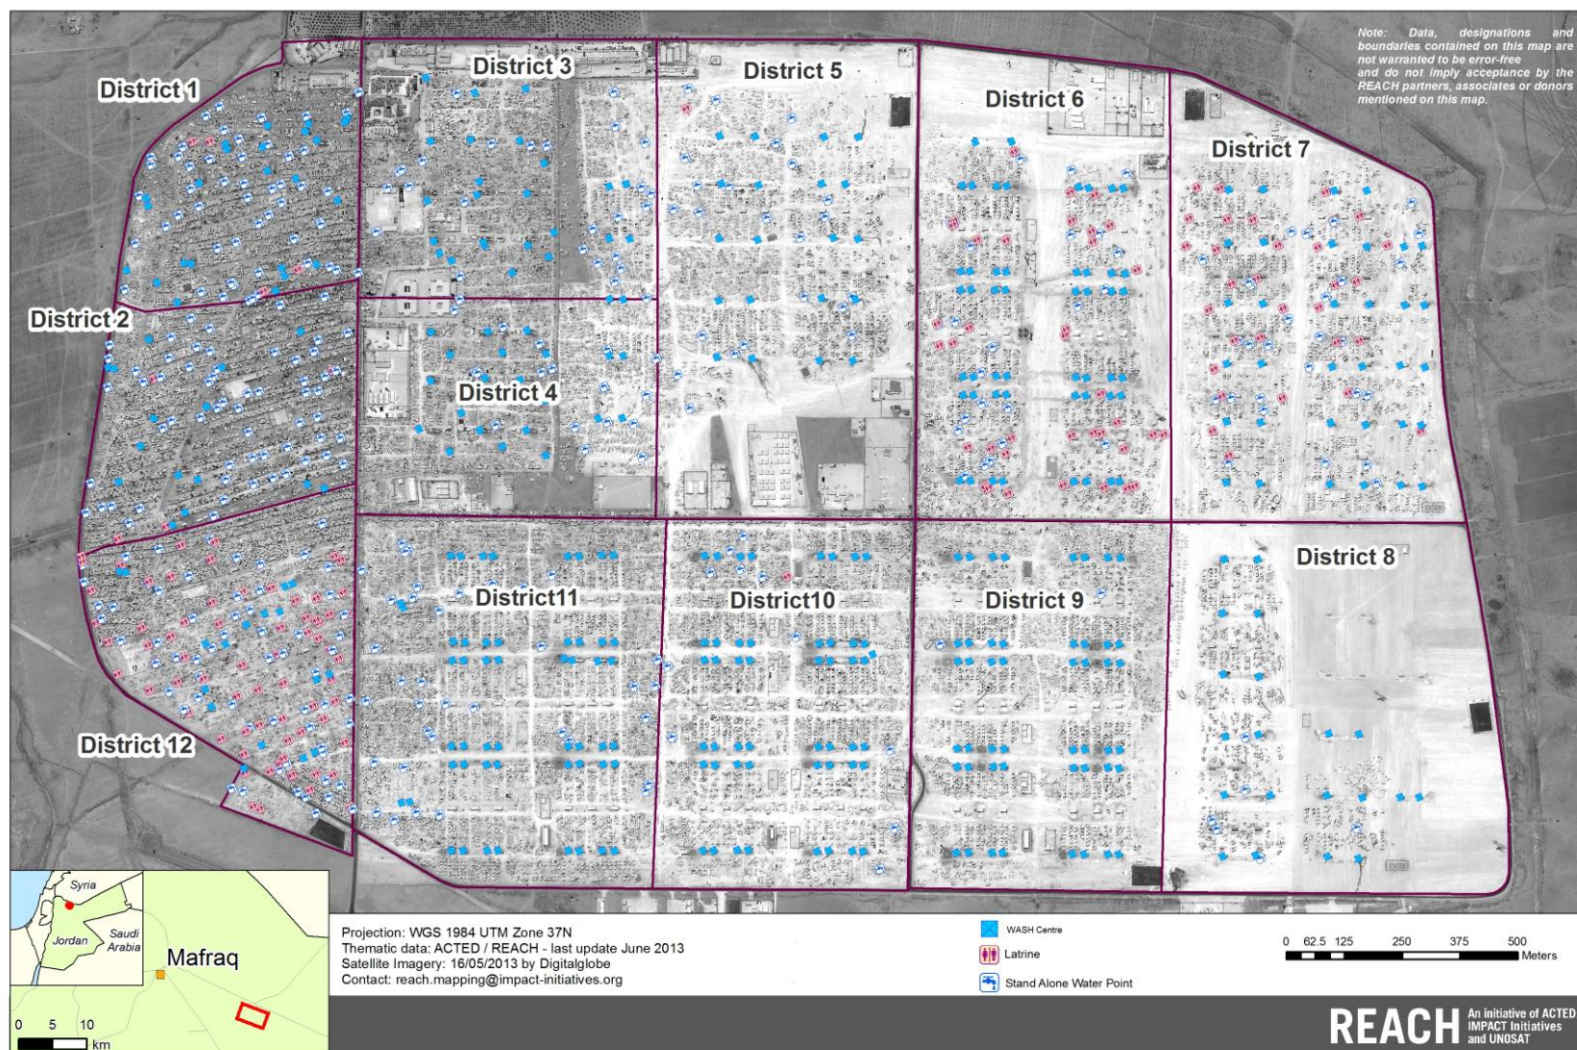 Note: Data, designations and
boundaries contained on this map are
not warranted to be error-free
and do not imply acceptance by the
REACH partners, associates or donors
mentioned on this map.
District 1
District 3
District 5
District 6
District 7
District 2
District 4
District 8
District11
District10
District 9
District 12
Syria
Jordan
Saudi
Arabia
Mafraq
0 5 10
km
Projection: WGS 1984 UTM Zone 37N
Thematic data: ACTED / REACH - last update June 2013
Satellite Imagery: 16/05/2013 by Digitalglobe
Contact: reach.mapping@impact-initiatives.org
WASH Centre
Latrine
Stand Alone Water Point
0 62.5 125 250 375 500
Meters
REACH
An initiative of ACTED
IMPACT Initiatives
and UNOSAT